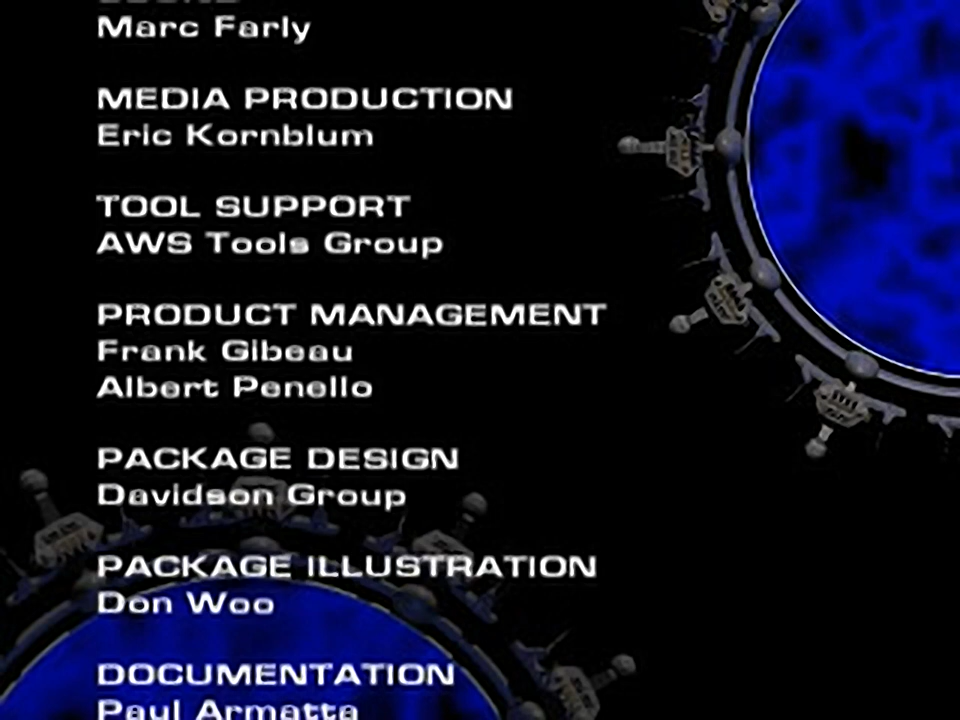 Marc Farly
MEDIA PRODUCTION
Eric Kornblum
TOOL SUPPORT
AWS Tools Group
PRODUCT MANAGEMENT
Frank Gibeau
Albert Penello
PACKAGE DESIGN
Davidson Group
PACKAGE ILLUSTRATION
Don Woo
DOCUMENTATION
Paul Armatta